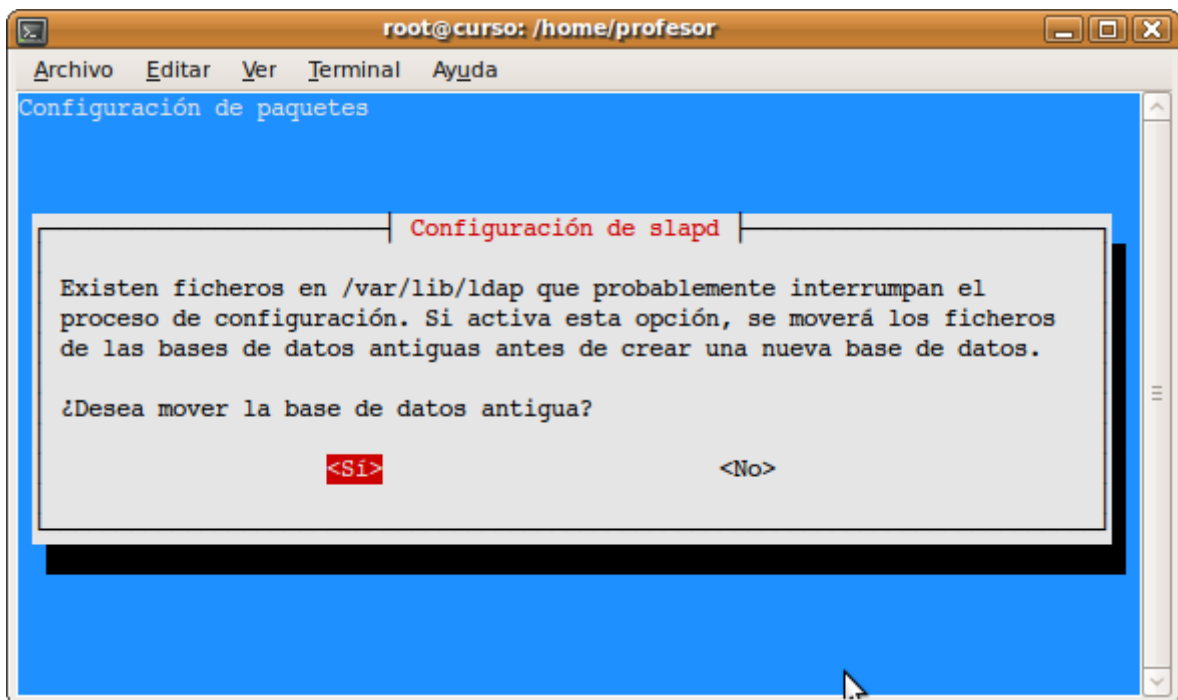 root@curso: /home/profesor
Archivo Editar Ver Terminal Ayuda
Configuración de paquetes
Configuración de slapd
Existen ficheros en /var/lib/ldap que probablemente interrumpan el
proceso de configuración. Si activa esta opción, se moverá los ficheros
de las bases de datos antiguas antes de crear una nueva base de datos.
¿Desea mover la base de datos antigua?
<Sí> <No>